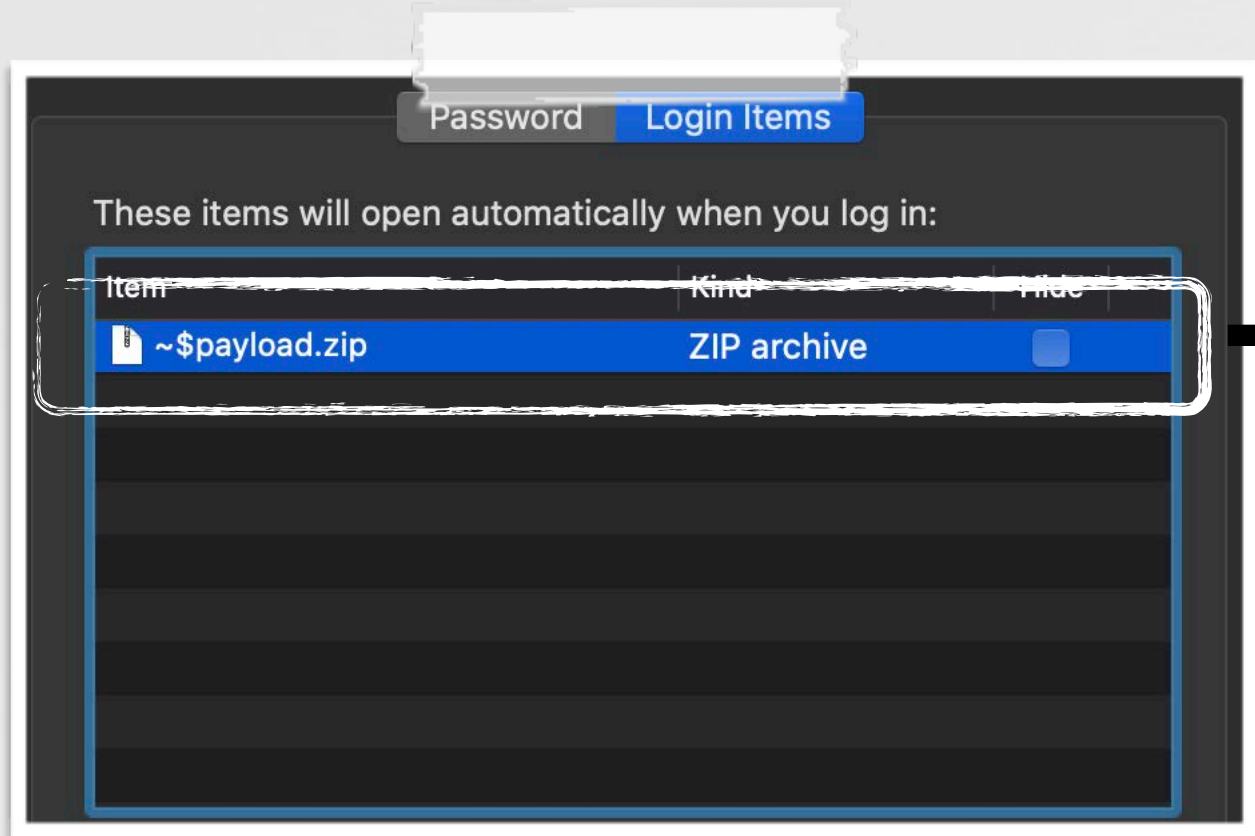 Password Login Items
These items will open automatically when you log in:
Item Kind Hide
~$payload.zip ZIP archive